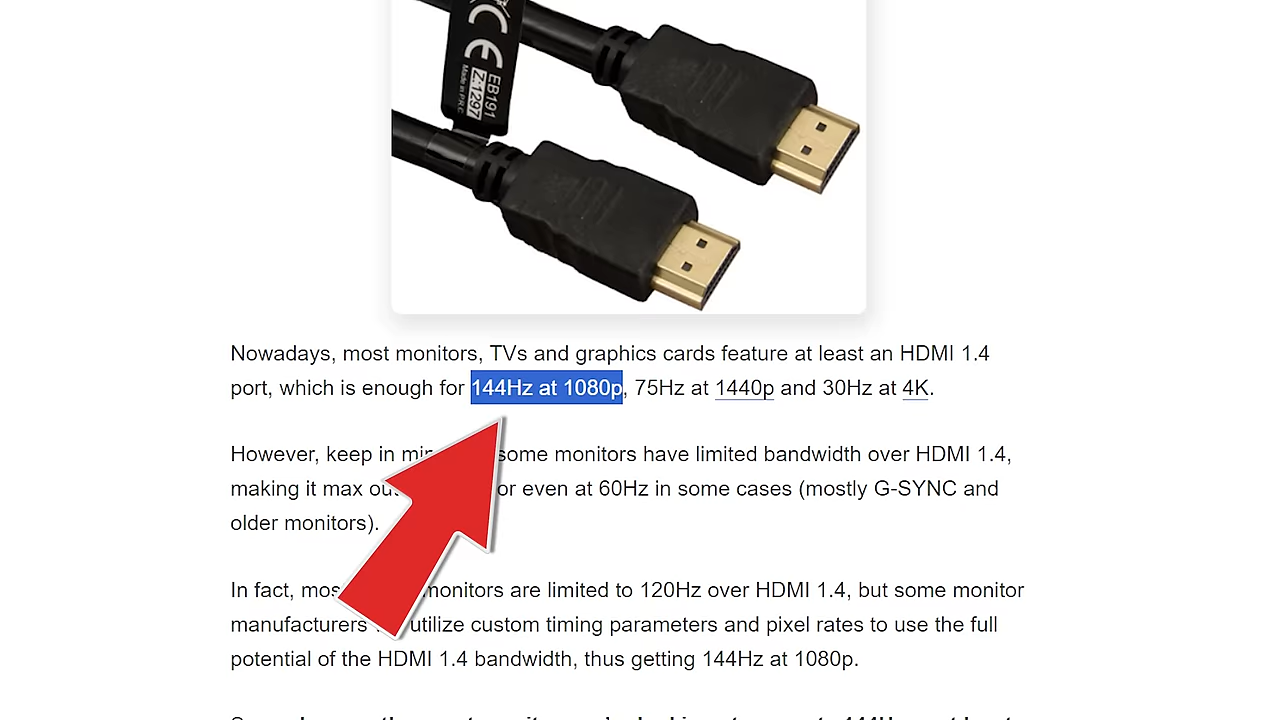 CE
EB191
Z.1297
Made in P.R.C
Nowadays, most monitors, TVs and graphics cards feature at least an HDMI 1.4
port, which is enough for 144Hz at 1080p, 75Hz at 1440p and 30Hz at 4K.
However, keep in some monitors have limited bandwidth over HDMI 1.4,
making it max or even at 60Hz in some cases (mostly G-SYNC and
older monitors).
In fact, monitors are limited to 120Hz over HDMI 1.4, but some monitor
manufacturers utilize custom timing parameters and pixel rates to use the full
potential of the HDMI 1.4 bandwidth, thus getting 144Hz at 1080p.